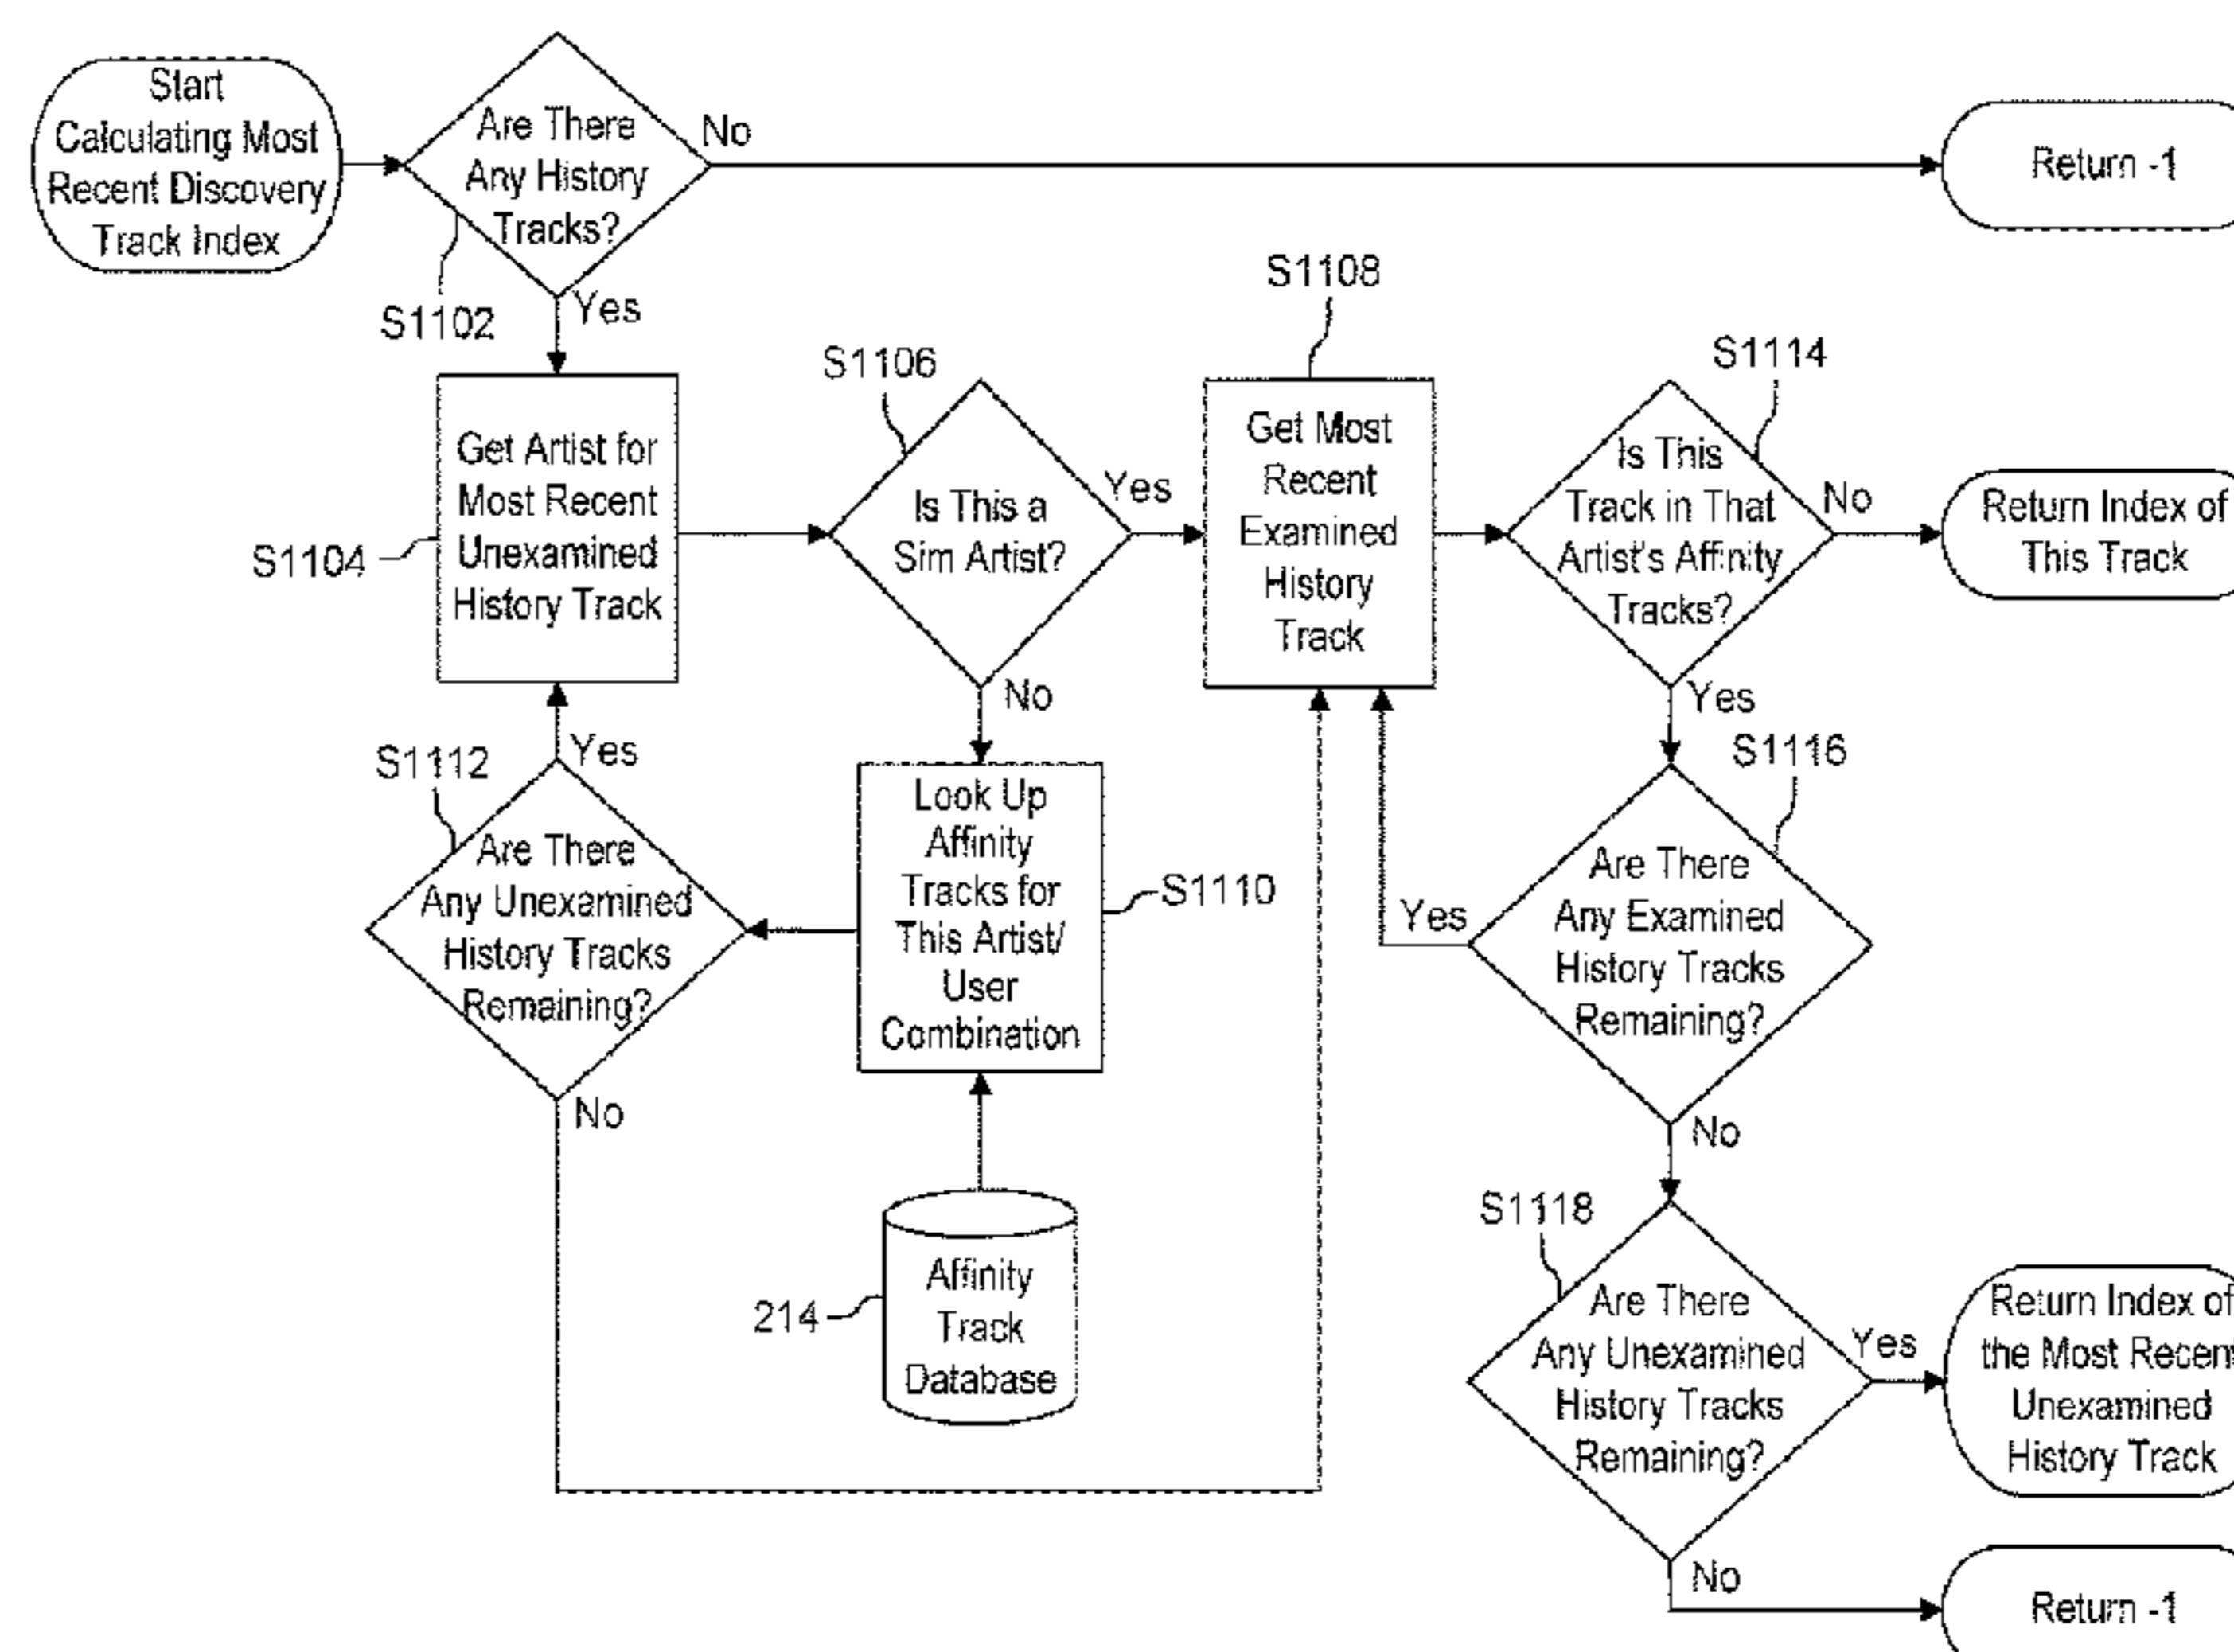 Start
Calculating Most
Recent Discovery
Track Index
Are There
Any History
Tracks?
No
Return -1
S1102
Yes
S1108
S1106
S1114
Get Artist for
Most Recent
Unexamined
History Track
S1104
Is This a
Sim Artist?
Yes
Get Most
Recent
Examined
History
Track
Is This
Track in That
Artist's Affinity
Tracks?
No
Return Index of
This Track
No
Yes
S1112
Yes
S1116
Are There
Any Unexamined
History Tracks
Remaining?
Look Up
Affinity
Tracks for
This Artist/
User
Combination
S1110
Yes
Are There
Any Examined
History Tracks
Remaining?
No
No
214
Affinity
Track
Database
S1118
Are There
Any Unexamined
History Tracks
Remaining?
Yes
Return Index of
the Most Recent
Unexamined
History Track
No
Return -1